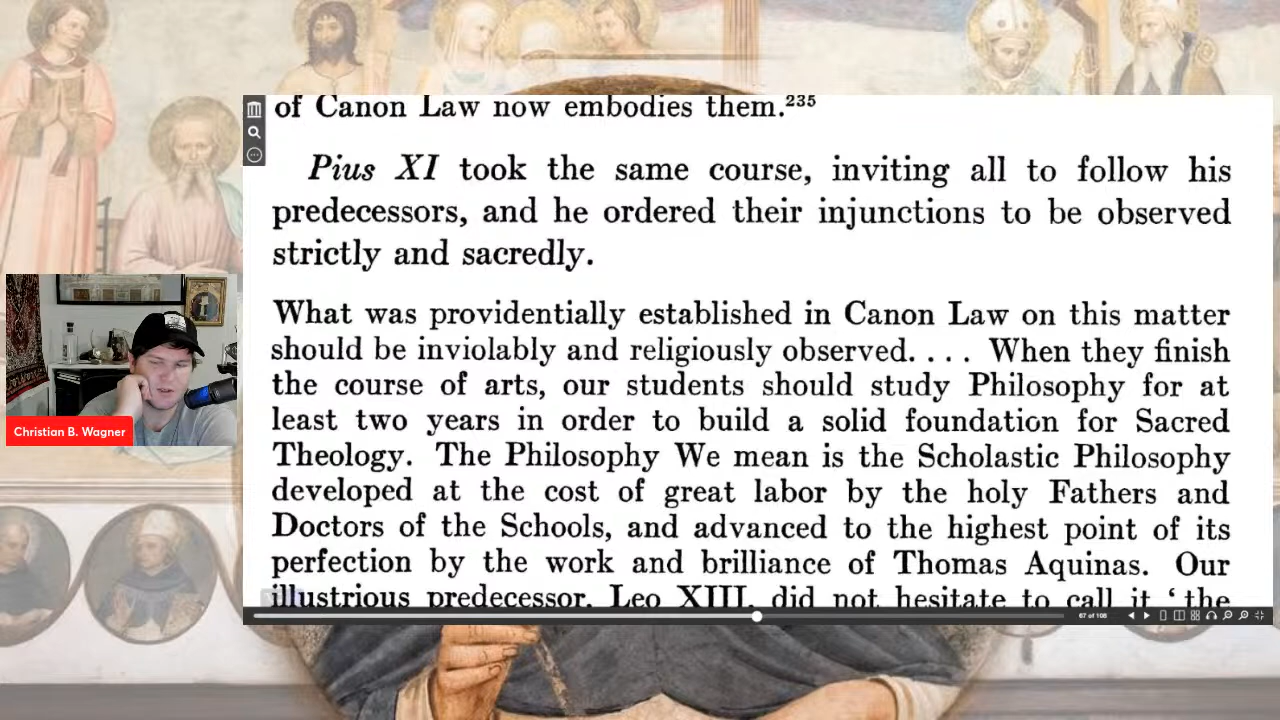 of Canon Law now embodies them.235
Pius XI took the same course, inviting all to follow his
predecessors, and he ordered their injunctions to be observed
strictly and sacredly.
What was providentially established in Canon Law on this matter
should be inviolably and religiously observed. . . . When they finish
the course of arts, our students should study Philosophy for at
least two years in order to build a solid foundation for Sacred
Theology. The Philosophy We mean is the Scholastic Philosophy
developed at the cost of great labor by the holy Fathers and
Doctors of the Schools, and advanced to the highest point of its
perfection by the work and brilliance of Thomas Aquinas. Our
illustrious predecessor, Leo XIII, did not hesitate to call it ‘ the
67 of 108
Christian B. Wagner